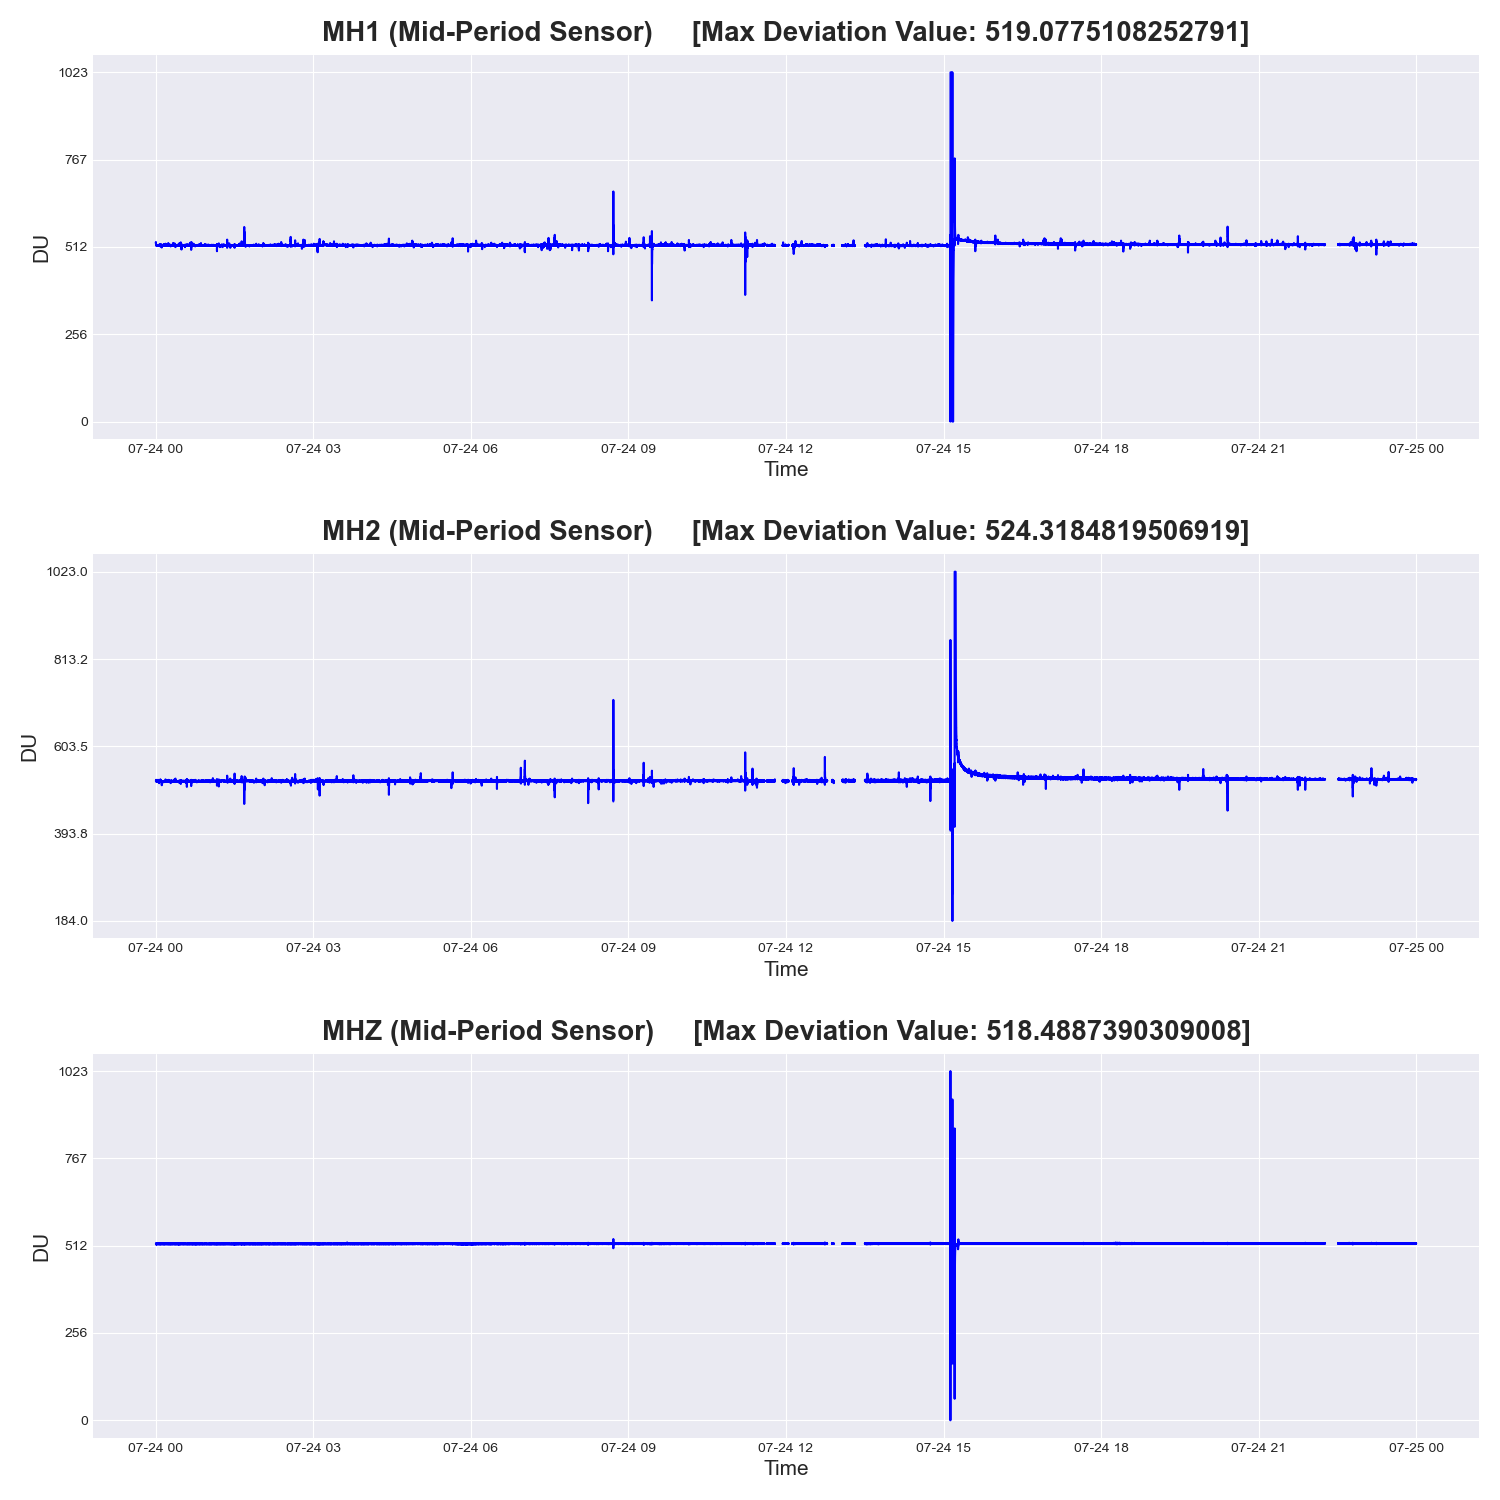 MH1 (Mid-Period Sensor) [Max Deviation Value: 519.0775108252791]
1023
767
512
256
0
DU
07-24 00 07-24 03 07-24 06 07-24 09 07-24 12 07-24 15 07-24 18 07-24 21 07-25 00
Time
MH2 (Mid-Period Sensor) [Max Deviation Value: 524.3184819506919]
1023.0
813.2
603.5
393.8
184.0
DU
07-24 00 07-24 03 07-24 06 07-24 09 07-24 12 07-24 15 07-24 18 07-24 21 07-25 00
Time
MHZ (Mid-Period Sensor) [Max Deviation Value: 518.4887390309008]
1023
767
512
256
0
DU
07-24 00 07-24 03 07-24 06 07-24 09 07-24 12 07-24 15 07-24 18 07-24 21 07-25 00
Time